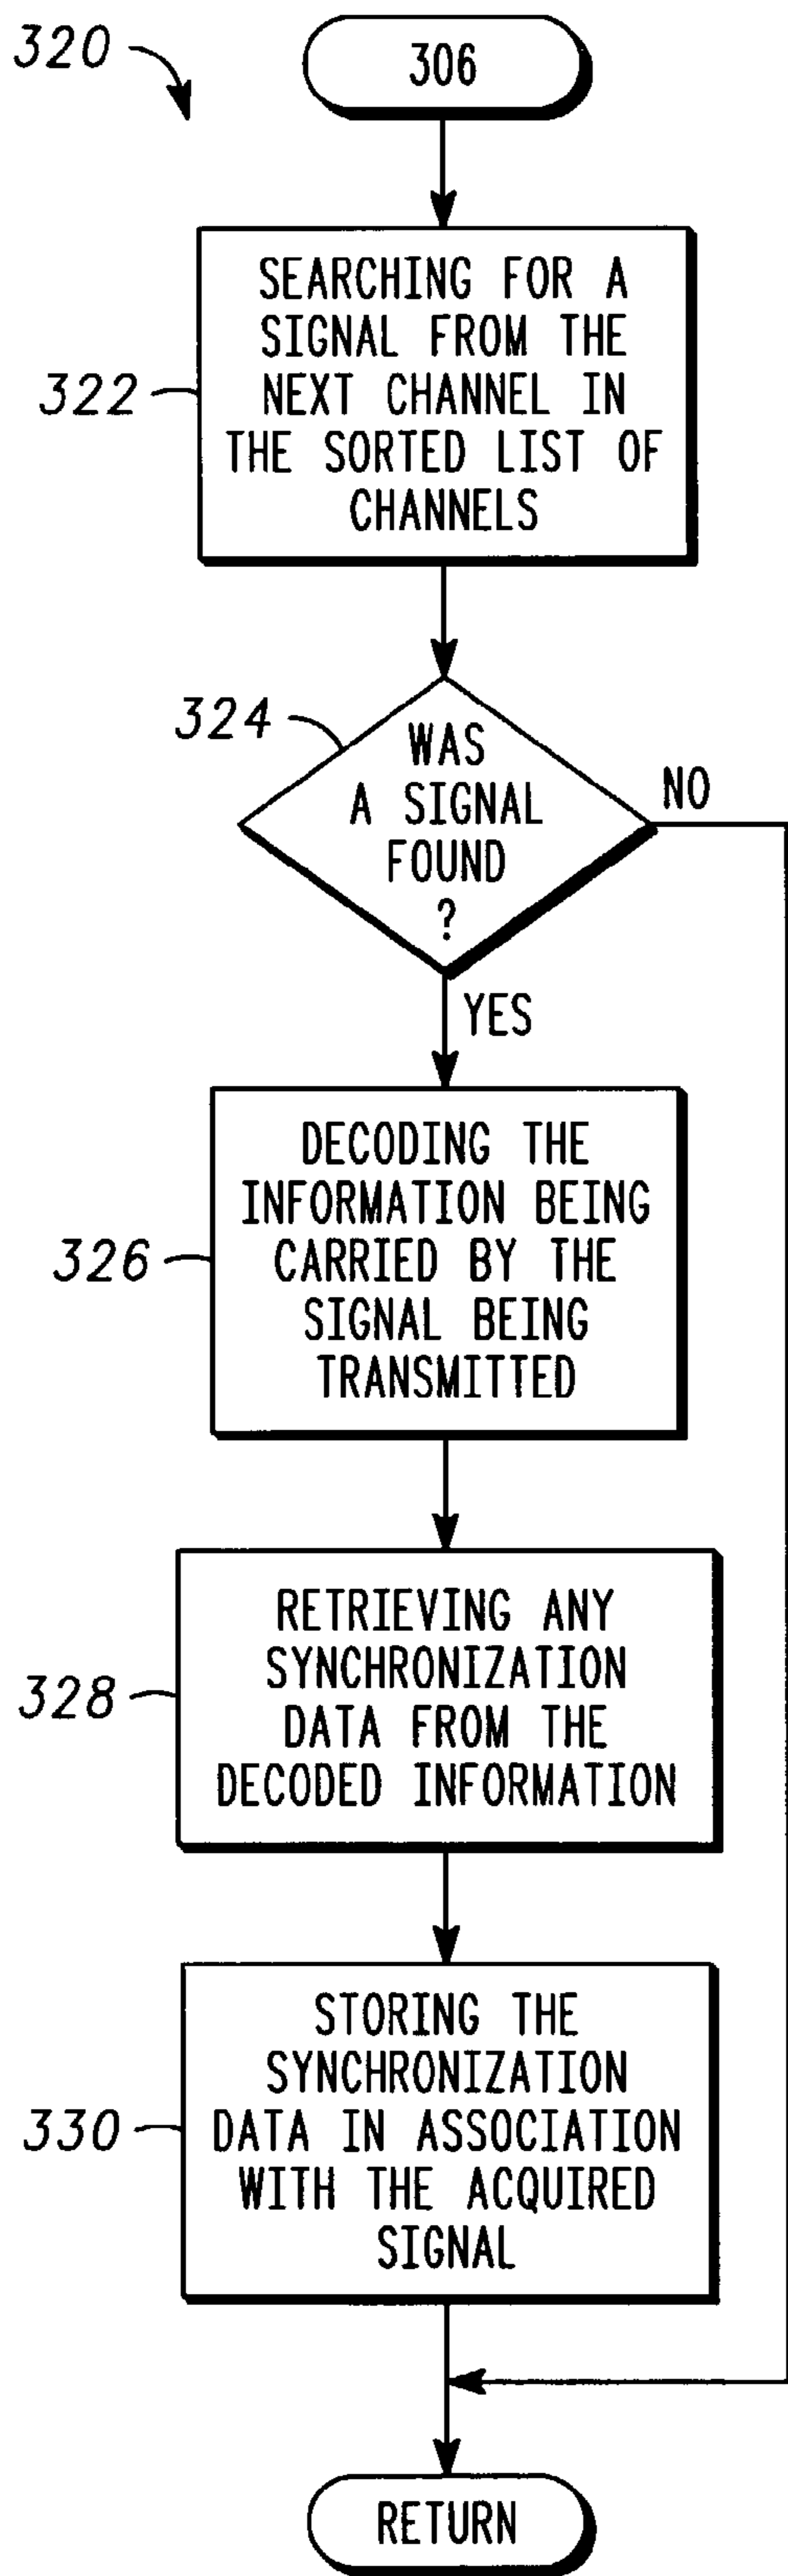 320
306
322
SEARCHING FOR A
SIGNAL FROM THE
NEXT CHANNEL IN
THE SORTED LIST OF
CHANNELS
324
WAS
A SIGNAL
FOUND
?
NO
YES
326
DECODING THE
INFORMATION BEING
CARRIED BY THE
SIGNAL BEING
TRANSMITTED
328
RETRIEVING ANY
SYNCHRONIZATION
DATA FROM THE
DECODED INFORMATION
330
STORING THE
SYNCHRONIZATION
DATA IN ASSOCIATION
WITH THE ACQUIRED
SIGNAL
RETURN